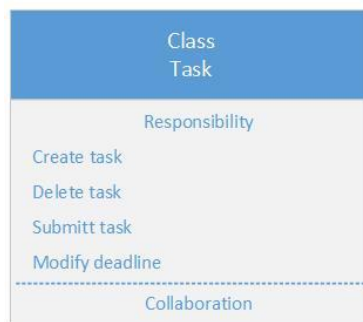 Class
Task
Responsibility
Create task
Delete task
Submitt task
Modify deadline
Collaboration